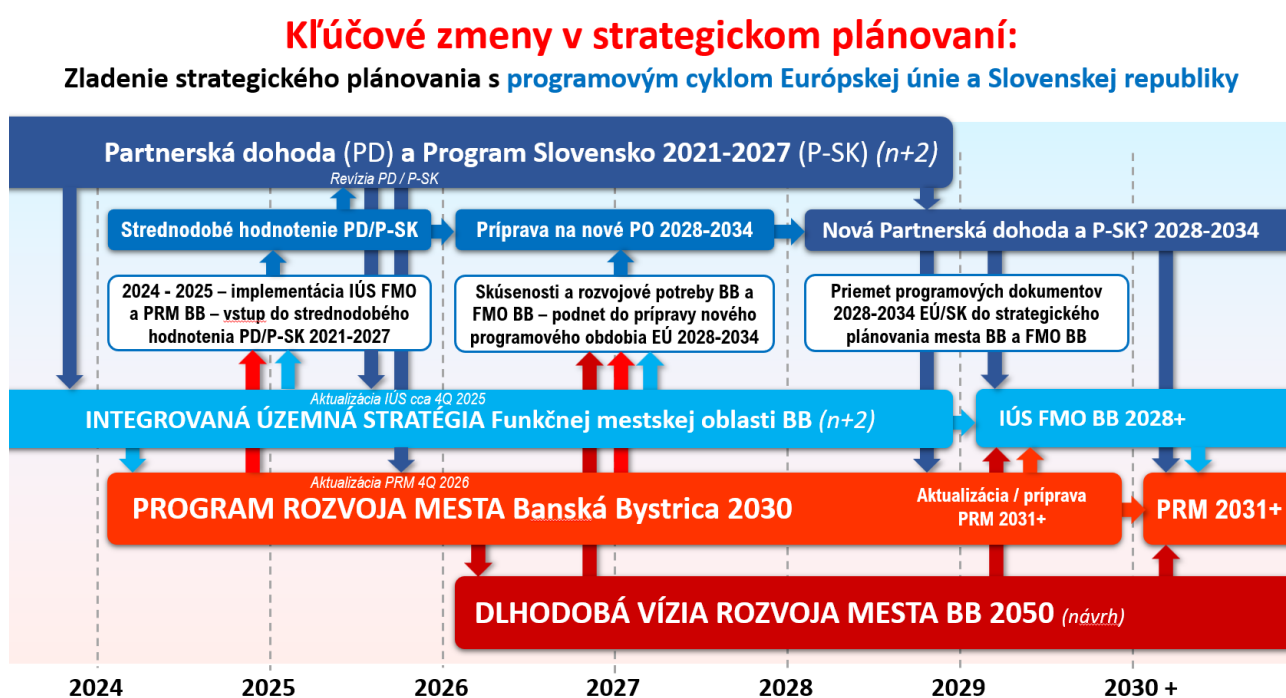 Kľúčové zmeny v strategickom plánovaní:
Zladenie strategického plánovania s programovým cyklom Európskej únie a Slovenskej republiky
Partnerská dohoda (PD) a Program Slovensko 2021-2027 (P-SK) (n+2)
Revízia PD / P-SK
Strednodobé hodnotenie PD/P-SK
Príprava na nové PO 2028-2034
Nová Partnerská dohoda a P-SK? 2028-2034
2024 - 2025 – implementácia IÚS FMO
a PRM BB – vstup do strednodobého
hodnotenia PD/P-SK 2021-2027
Skúsenosti a rozvojové potreby BB a
FMO BB – podnet do prípravy nového
programového obdobia EÚ 2028-2034
Priemet programových dokumentov
2028-2034 EÚ/SK do strategického
plánovania mesta BB a FMO BB
Aktualizácia IÚS cca 4Q 2025
INTEGROVANÁ ÚZEMNÁ STRATÉGIA Funkčnej mestskej oblasti BB (n+2)
IÚS FMO BB 2028+
Aktualizácia PRM 4Q 2026
PROGRAM ROZVOJA MESTA Banská Bystrica 2030
Aktualizácia / príprava
PRM 2031+
PRM 2031+
DLHODOBÁ VÍZIA ROZVOJA MESTA BB 2050 (návrh)
2024 2025 2026 2027 2028 2029 2030 +